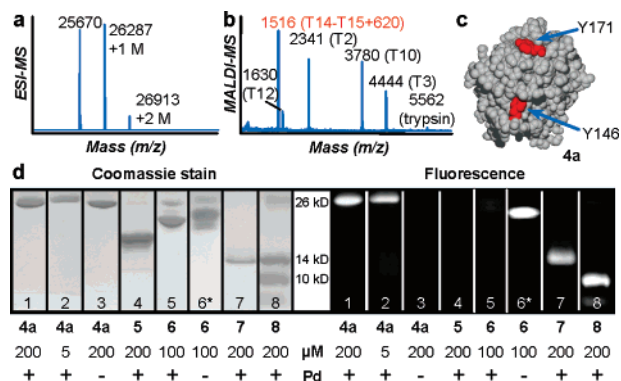 a
ESI-MS
25670
26287
+1 M
26913
+2 M
Mass (m/z)
b
MALDI-MS
1516 (T14-T15+620)
2341 (T2)
1630
(T12)
3780 (T10)
4444 (T3)
5562
(trypsin)
Mass (m/z)
c
Y171
Y146
4a
d
Coomassie stain
Fluorescence
26 kD
14 kD
10 kD
1 2 3 4 5 6* 7 8
1 2 3 4 5 6* 7 8
4a 4a 4a 5 6 6 7 8
4a 4a 4a 5 6 6 7 8
200 5 200 200 100 100 200 200 µM 200 5 200 200 100 100 200 200
+ + - + + - + + Pd + + - + + - + +